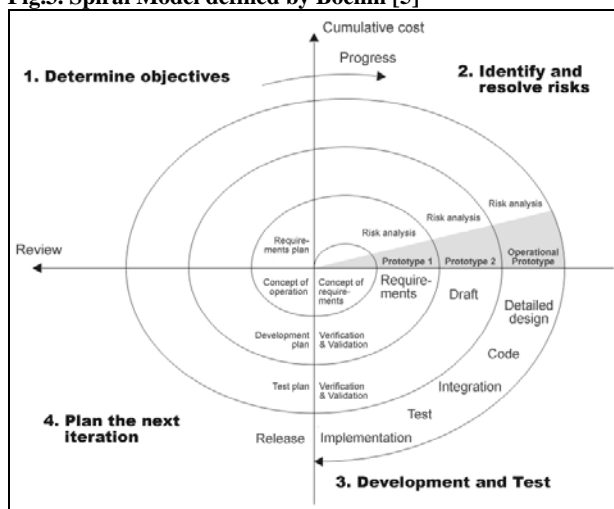 Fig.3. Spiral Model defined by Boehm [5]
Cumulative cost
Progress
1. Determine objectives
2. Identify and
resolve risks
Risk analysis
Risk analysis
Risk analysis
Require-
ments plan
Review
Prototype 1
Prototype 2
Operational
Prototype
Concept of
operation
Concept of
require-
ments
Require-
ments
Draft
Detailed
design
Development
plan
Verification
& Validation
Code
Test plan
Verification
& Validation
Integration
Test
4. Plan the next
iteration
Release
Implementation
3. Development and Test